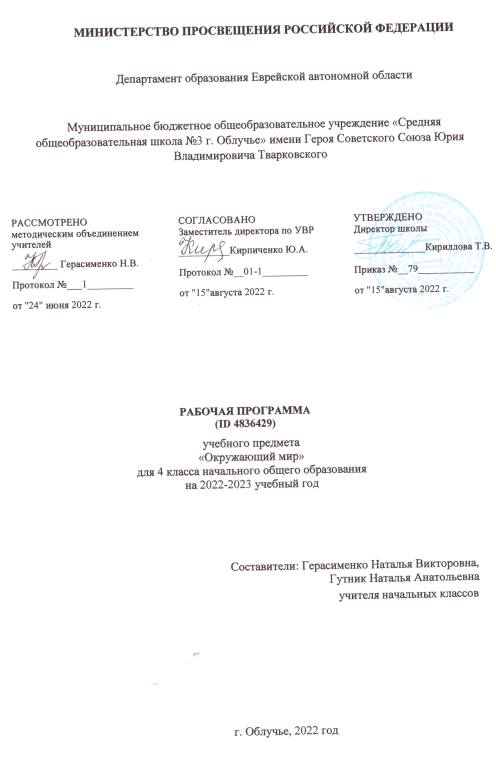 МИНИСТЕРСТВО ПРОСВЕЩЕНИЯ РОССИЙСКОЙ ФЕДЕРАЦИИ
Департамент образования Еврейской автономной области
Муниципальное бюджетное общеобразовательное учреждение «Средняя
общеобразовательная школа №3 г. Облучье» имени Героя Советского Союза Юрия
Владимировича Тварковского
РАССМОТРЕНО
методическим объединением
учителей
Герасименко Н.В.
Протокол №___1_________
от "24" июня 2022 г.
СОГЛАСОВАНО
Заместитель директора по УВР
Кирпиченко Ю.А.
Протокол №__01-1________
от "15"августа 2022 г.
УТВЕРЖДЕНО
Директор школы
_____________Кириллова Т.В.
Приказ №__79__________
от "15"августа 2022 г.
РАБОЧАЯ ПРОГРАММА
(ID 4836429)
учебного предмета
«Окружающий мир»
для 4 класса начального общего образования
на 2022-2023 учебный год
Составители: Герасименко Наталья Викторовна,
Гутник Наталья Анатольевна
учителя начальных классов
г. Облучье, 2022 год